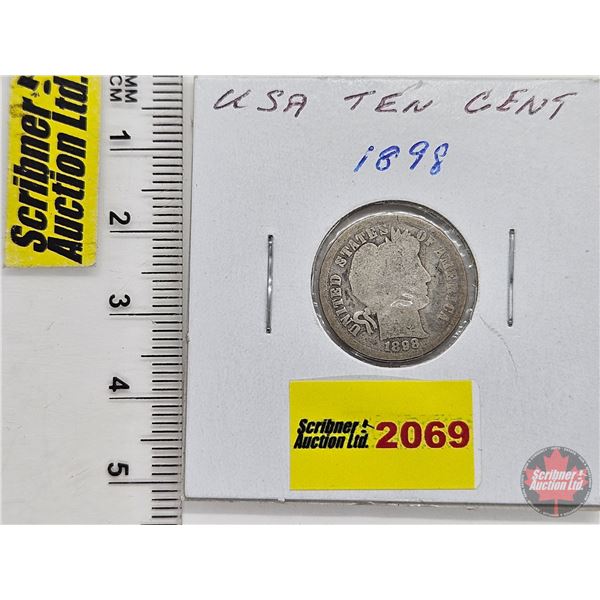 MM
CM
1
2
3
4
5
Scribner
Auction Ltd.
USA TEN CENT
1898
UNITED STATES OF AMERICA
1898
Scribner
Auction Ltd.
2069
Scribner
Auction Ltd.